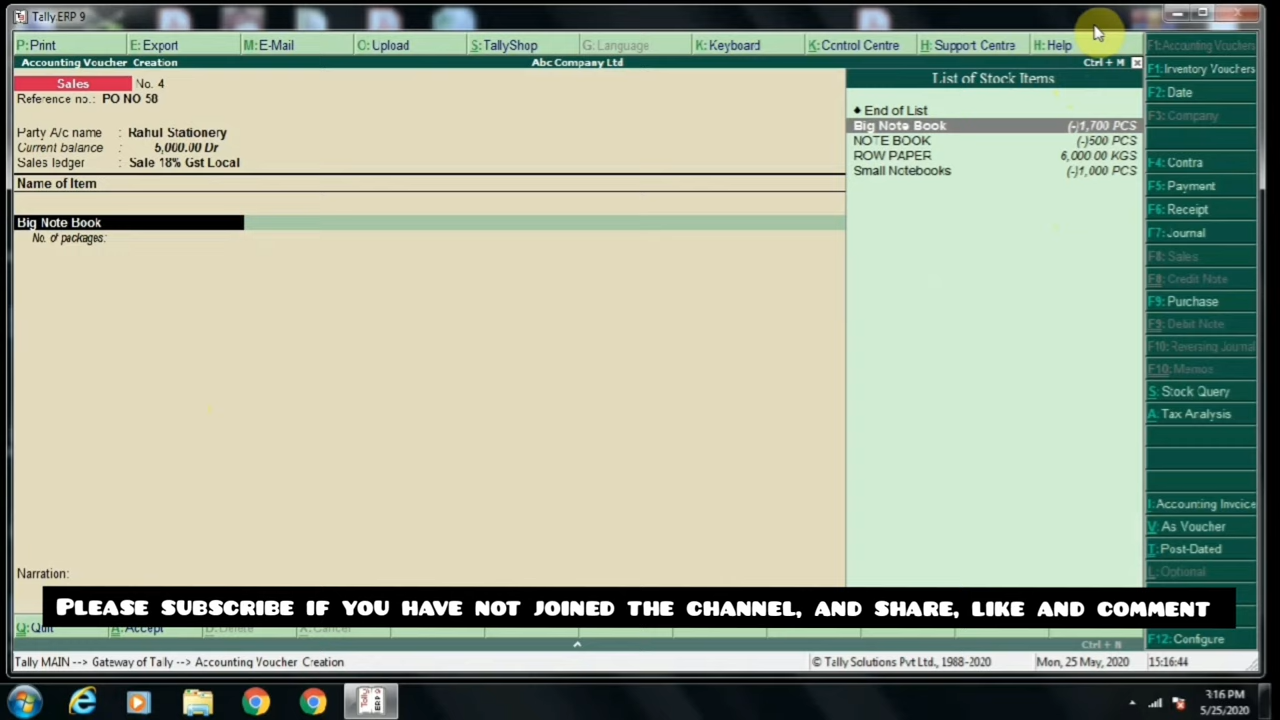 Tally.ERP 9
P: Print E: Export M: E-Mail O: Upload S: TallyShop G: Language K: Keyboard K: Control Centre H: Support Centre H: Help
F1: Accounting Vouchers
Accounting Voucher Creation Abc Company Ltd Ctrl + M
Sales No. 4
List of Stock Items
F1: Inventory Vouchers
Reference no.: PO NO 58
F2: Date
End of List
F3: Company
Big Note Book (-)1,700 PCS
Party A/c name : Rahul Stationery
NOTE BOOK (-)500 PCS
Current balance : 5,000.00 Dr
ROW PAPER 6,000.00 KGS
Sales ledger : Sale 18% Gst Local
Small Notebooks (-)1,000 PCS
F4: Contra
Name of Item
F5: Payment
F6: Receipt
Big Note Book
F7: Journal
No. of packages:
F8: Sales
F8: Credit Note
F9: Purchase
F9: Debit Note
F10: Reversing Journal
F10: Memos
S: Stock Query
A: Tax Analysis
I: Accounting Invoice
V: As Voucher
T: Post-Dated
L: Optional
Narration:
Please subscribe if you have not joined the channel, and share, like and comment
Q: Quit A: Accept D: Delete X: Cancel
F12: Configure
Ctrl + N
Tally MAIN --> Gateway of Tally --> Accounting Voucher Creation © Tally Solutions Pvt Ltd., 1988-2020 Mon, 25 May, 2020 15:16:44
3:16 PM
5/25/2020